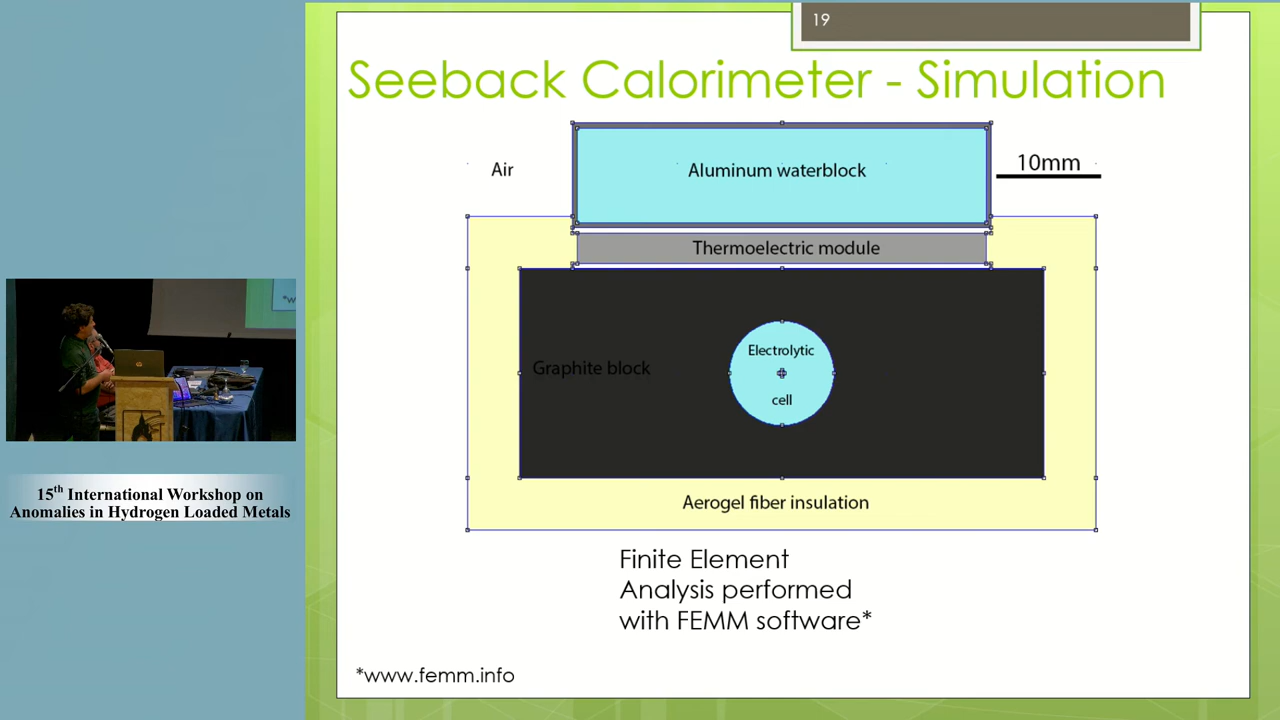 19
Seeback Calorimeter - Simulation
Air
Aluminum waterblock
10mm
Thermoelectric module
Electrolytic
Graphite block
cell
Aerogel fiber insulation
15th International Workshop on
Anomalies in Hydrogen Loaded Metals
Finite Element
Analysis performed
with FEMM software*
*www.femm.info